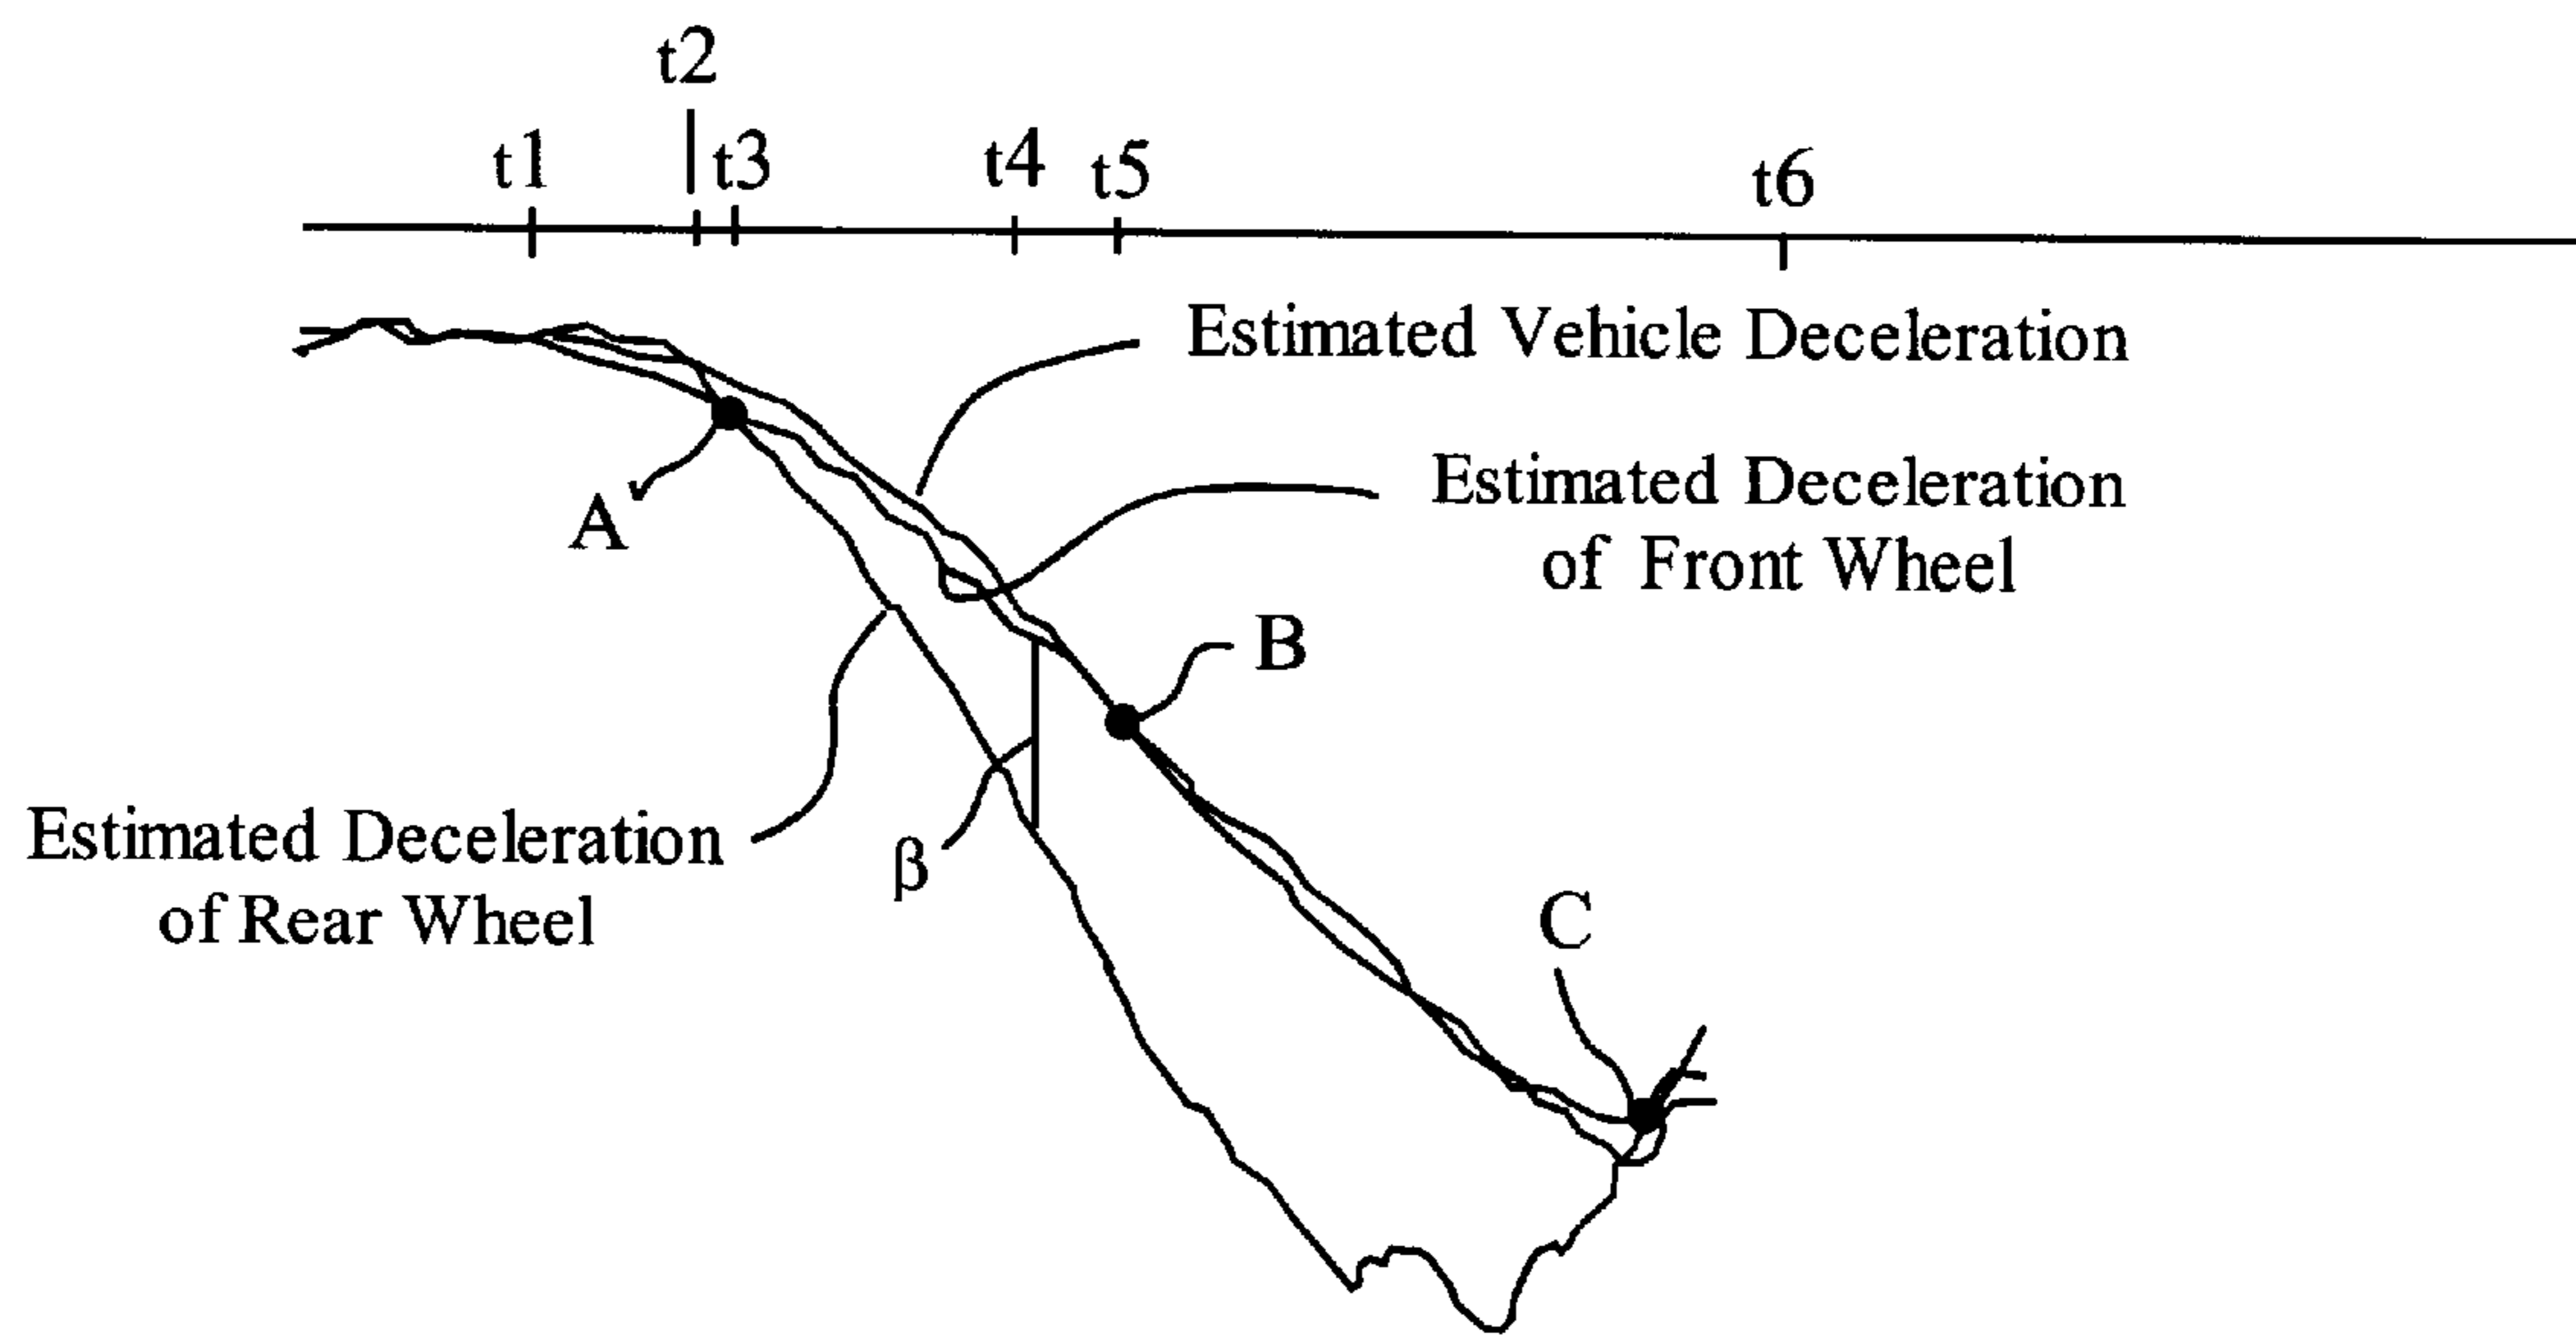 t2
t1
t3
t4
t5
t6
Estimated Vehicle Deceleration
Estimated Deceleration
of Front Wheel
A
B
Estimated Deceleration
of Rear Wheel
β
C